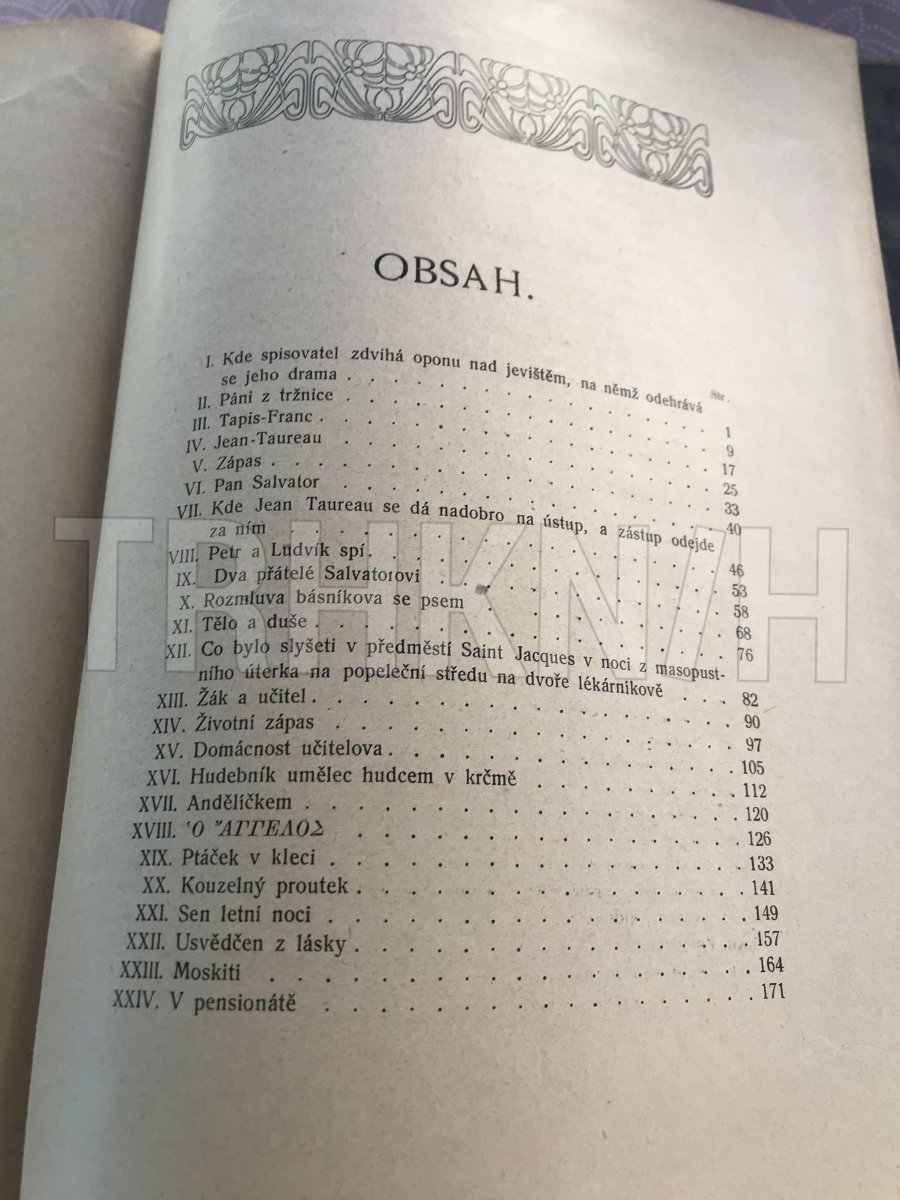 OBSAH.
Str.
I. Kde spisovatel zdvíhá oponu nad jevištěm, na němž odehrává
se jeho drama . . . . . . . . . . . . . . 1
II. Páni z tržnice . . . . . . . . . . . . . . 9
III. Tapis-Franc . . . . . . . . . . . . . . . 17
IV. Jean-Taureau . . . . . . . . . . . . . . 25
V. Zápas . . . . . . . . . . . . . . . . . 33
VI. Pan Salvator . . . . . . . . . . . . . . 40
VII. Kde Jean Taureau se dá nadobro na ústup, a zástup odejde
za ním . . . . . . . . . . . . . . . . 46
VIII. Petr a Ludvík spí . . . . . . . . . . . . . 53
IX. Dva přátelé Salvatorovi . . . . . . . . . . . 58
X. Rozmluva básníkova se psem . . . . . . . . . 68
XI. Tělo a duše . . . . . . . . . . . . . . . 76
XII. Co bylo slyšeti v předměstí Saint Jacques v noci z masopust-
ního úterka na popeleční středu na dvoře lékárníkově . . . 82
XIII. Žák a učitel . . . . . . . . . . . . . . . 90
XIV. Životní zápas . . . . . . . . . . . . . . 97
XV. Domácnost učitelova . . . . . . . . . . . . 105
XVI. Hudebník umělec hudcem v krčmě . . . . . . . . 112
XVII. Andělíčkem . . . . . . . . . . . . . . . 120
XVIII. Ὁ ἌΓΓΕΛΟΣ . . . . . . . . . . . . . . 126
XIX. Ptáček v kleci . . . . . . . . . . . . . . 133
XX. Kouzelný proutek . . . . . . . . . . . . . 141
XXI. Sen letní noci . . . . . . . . . . . . . . 149
XXII. Usvědčen z lásky . . . . . . . . . . . . . 157
XXIII. Moskiti . . . . . . . . . . . . . . . . 164
XXIV. V pensionátě . . . . . . . . . . . . . . 171